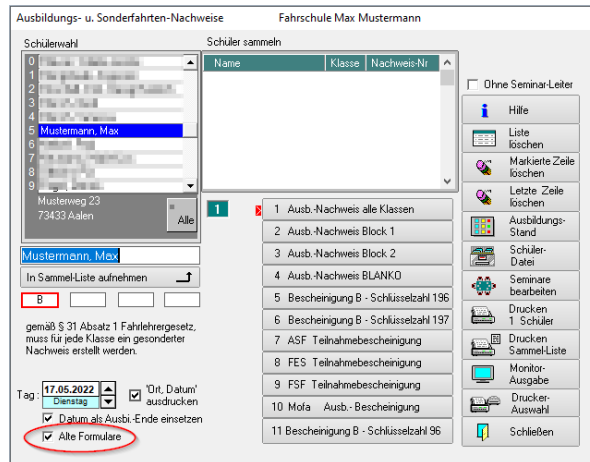 Ausbildungs- u. Sonderfahrten-Nachweise Fahrschule Max Mustermann
Schülerwahl
0
1
2
3
4
5 Mustermann, Max
6
7
8
9
Musterweg 23
73433 Aalen
Alle
Mustermann, Max
In Sammel-Liste aufnehmen
B
gemäß § 31 Absatz 1 Fahrlehrergesetz,
muss für jede Klasse ein gesonderter
Nachweis erstellt werden.
Tag : 17.05.2022
Dienstag
'Ort, Datum'
ausdrucken
Datum als Ausbi.-Ende einsetzen
Alte Formulare
Schüler sammeln
Name Klasse Nachweis-Nr
1
1 Ausb.-Nachweis alle Klassen
2 Ausb.-Nachweis Block 1
3 Ausb.-Nachweis Block 2
4 Ausb.-Nachweis BLANKO
5 Bescheinigung B - Schlüsselzahl 196
6 Bescheinigung B - Schlüsselzahl 197
7 ASF Teilnahmebescheinigung
8 FES Teilnahmebescheinigung
9 FSF Teilnahmebescheinigung
10 Mofa Ausb.- Bescheinigung
11 Bescheinigung B - Schlüsselzahl 96
Ohne Seminar-Leiter
Hilfe
Liste
löschen
Markierte Zeile
löschen
Letzte Zeile
löschen
Ausbildungs-
Stand
Schüler-
Datei
Seminare
bearbeiten
Drucken
1 Schüler
Drucken
Sammel-Liste
Monitor-
Ausgabe
Drucker-
Auswahl
Schließen